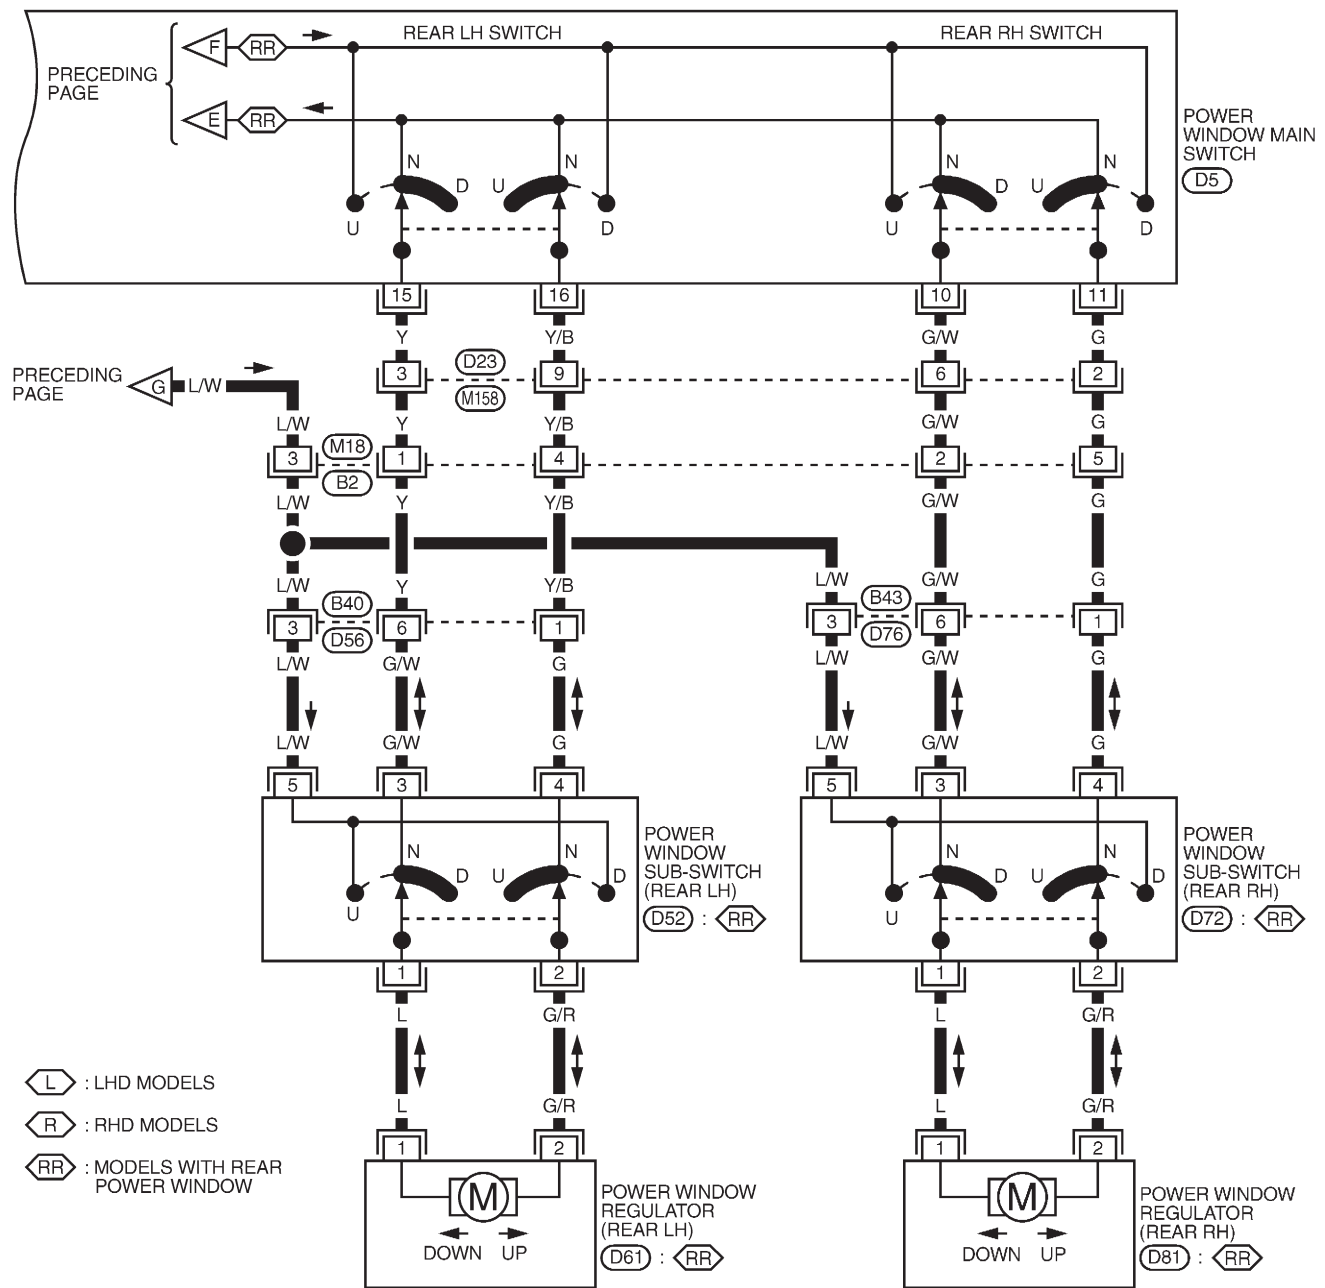 REAR LH SWITCH REAR RH SWITCH
F RR
PRECEDING
PAGE
E RR
POWER
WINDOW MAIN
SWITCH
D5
N D U N N D U N
U D U D
15 16 10 11
Y Y/B G/W G
PRECEDING
PAGE
G L/W
3 D23 9 6 2
M158
L/W Y Y/B G/W G
3 M18 1 4 2 5
B2
L/W Y Y/B G/W G
L/W Y Y/B L/W G/W G
3 B40 6 1 3 B43 6 1
D56 D76
L/W G/W G L/W G/W G
L/W G/W G L/W G/W G
5 3 4 5 3 4
N D U N D N D U N D
U U
POWER
WINDOW
SUB-SWITCH
(REAR LH)
D52 : RR
POWER
WINDOW
SUB-SWITCH
(REAR RH)
D72 : RR
1 2 1 2
L G/R L G/R
L G/R L G/R
1 2 1 2
L : LHD MODELS
R : RHD MODELS
RR : MODELS WITH REAR
POWER WINDOW
M
DOWN UP
POWER WINDOW
REGULATOR
(REAR LH)
D61 : RR
M
DOWN UP
POWER WINDOW
REGULATOR
(REAR RH)
D81 : RR